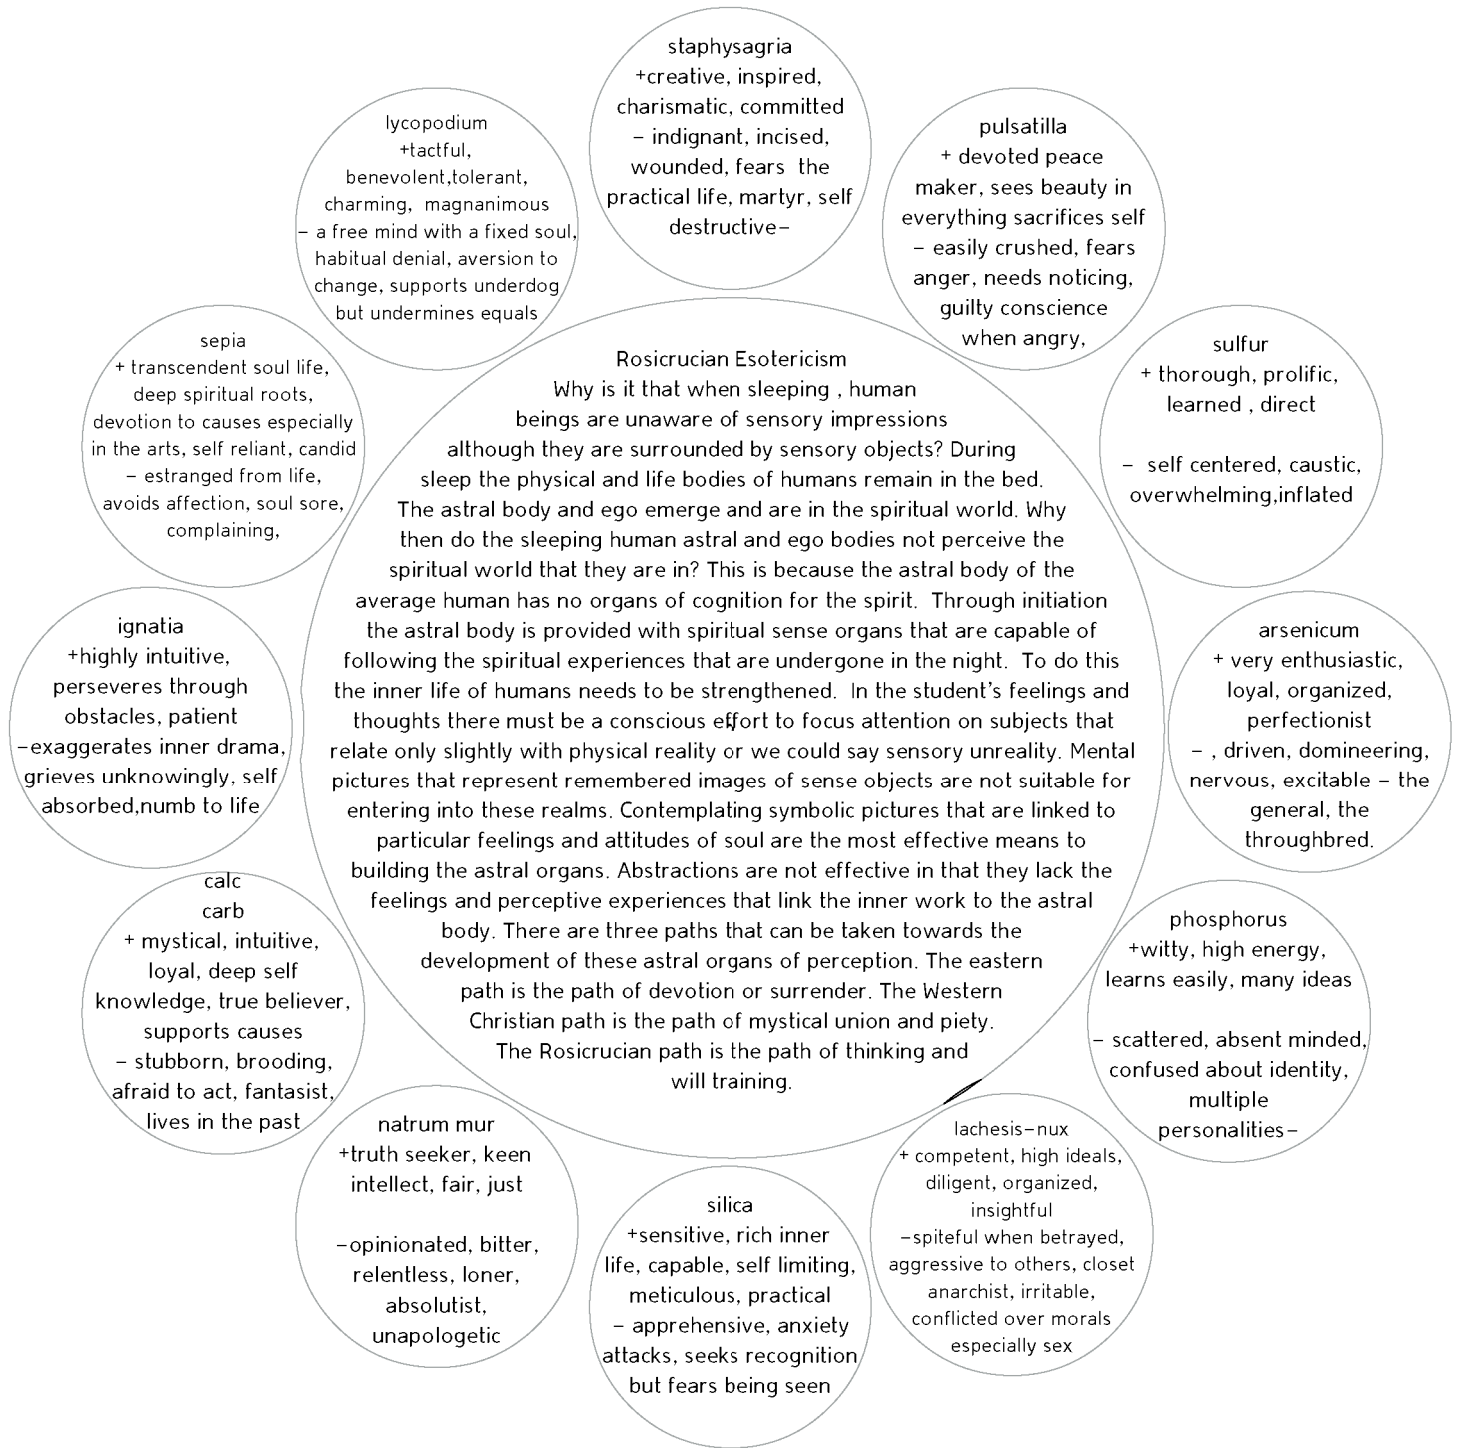 staphysagria
+creative, inspired,
charismatic, committed
- indignant, incised,
wounded, fears the
practical life, martyr, self
destructive-
pulsatilla
+ devoted peace
maker, sees beauty in
everything sacrifices self
- easily crushed, fears
anger, needs noticing,
guilty conscience
when angry,
sulfur
+ thorough, prolific,
learned , direct
- self centered, caustic,
overwhelming,inflated
arsenicum
+ very enthusiastic,
loyal, organized,
perfectionist
- , driven, domineering,
nervous, excitable - the
general, the
throughbred.
phosphorus
+witty, high energy,
learns easily, many ideas
- scattered, absent minded,
confused about identity,
multiple
personalities-
lachesis-nux
+ competent, high ideals,
diligent, organized,
insightful
-spiteful when betrayed,
aggressive to others, closet
anarchist, irritable,
conflicted over morals
especially sex
silica
+sensitive, rich inner
life, capable, self limiting,
meticulous, practical
- apprehensive, anxiety
attacks, seeks recognition
but fears being seen
natrum mur
+truth seeker, keen
intellect, fair, just
-opinionated, bitter,
relentless, loner,
absolutist,
unapologetic
calc
carb
+ mystical, intuitive,
loyal, deep self
knowledge, true believer,
supports causes
- stubborn, brooding,
afraid to act, fantasist,
lives in the past
ignatia
+highly intuitive,
perseveres through
obstacles, patient
-exaggerates inner drama,
grieves unknowingly, self
absorbed,numb to life
sepia
+ transcendent soul life,
deep spiritual roots,
devotion to causes especially
in the arts, self reliant, candid
- estranged from life,
avoids affection, soul sore,
complaining,
lycopodium
+tactful,
benevolent,tolerant,
charming, magnanimous
- a free mind with a fixed soul,
habitual denial, aversion to
change, supports underdog
but undermines equals
Rosicrucian Esotericism
Why is it that when sleeping , human
beings are unaware of sensory impressions
although they are surrounded by sensory objects? During
sleep the physical and life bodies of humans remain in the bed.
The astral body and ego emerge and are in the spiritual world. Why
then do the sleeping human astral and ego bodies not perceive the
spiritual world that they are in? This is because the astral body of the
average human has no organs of cognition for the spirit. Through initiation
the astral body is provided with spiritual sense organs that are capable of
following the spiritual experiences that are undergone in the night. To do this
the inner life of humans needs to be strengthened. In the student's feelings and
thoughts there must be a conscious effort to focus attention on subjects that
relate only slightly with physical reality or we could say sensory unreality. Mental
pictures that represent remembered images of sense objects are not suitable for
entering into these realms. Contemplating symbolic pictures that are linked to
particular feelings and attitudes of soul are the most effective means to
building the astral organs. Abstractions are not effective in that they lack the
feelings and perceptive experiences that link the inner work to the astral
body. There are three paths that can be taken towards the
development of these astral organs of perception. The eastern
path is the path of devotion or surrender. The Western
Christian path is the path of mystical union and piety.
The Rosicrucian path is the path of thinking and
will training.